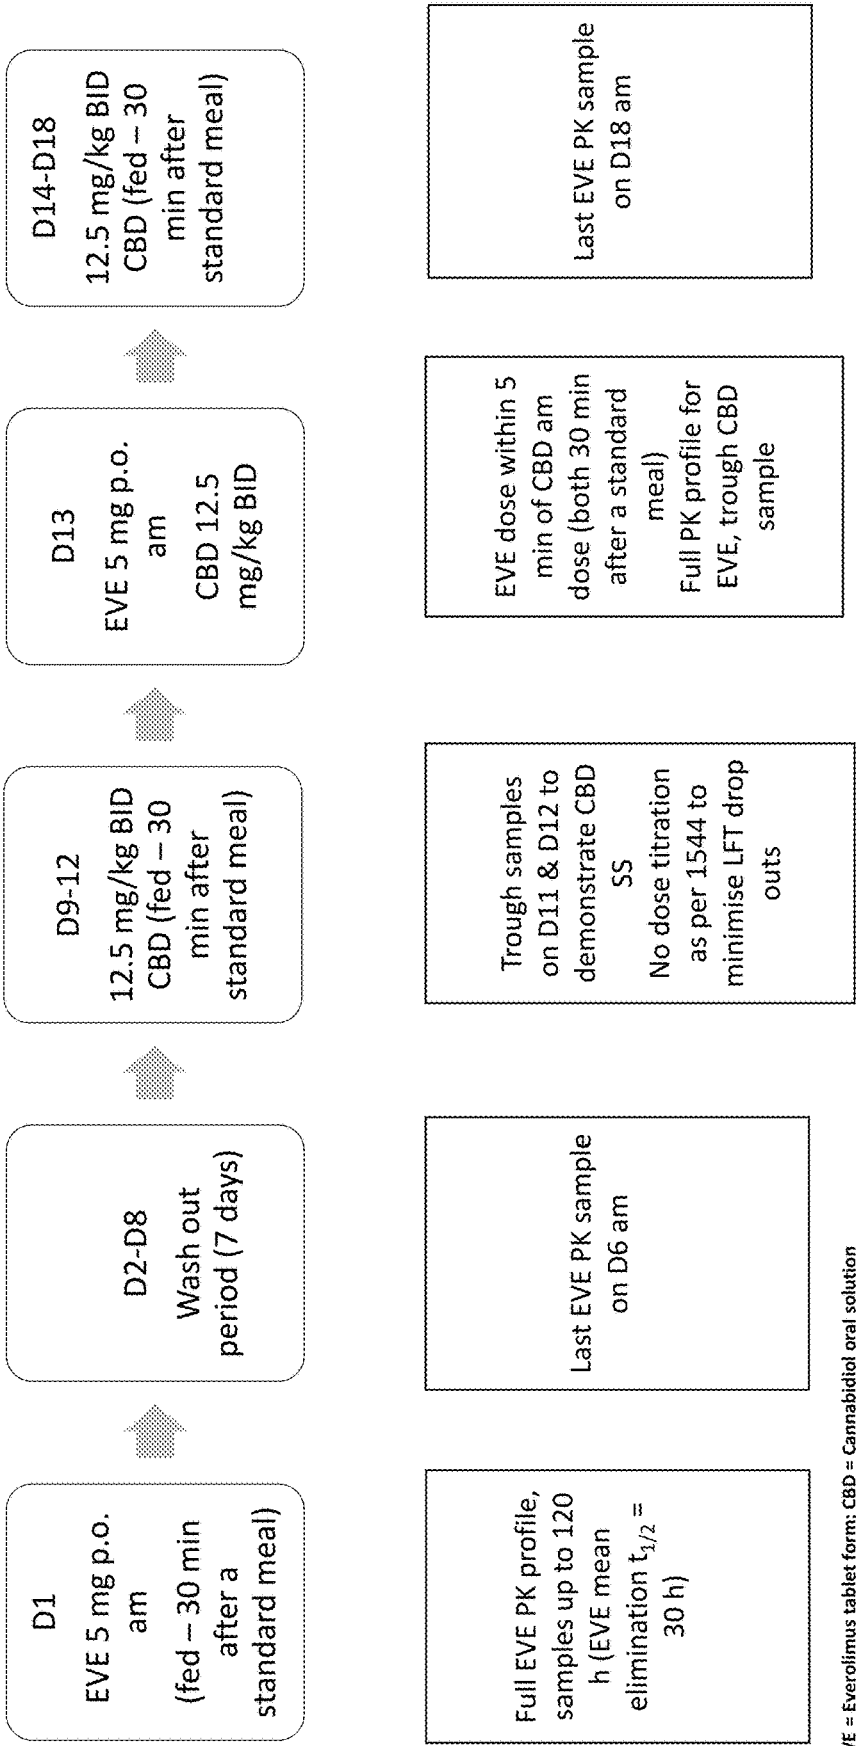 D1
EVE 5 mg p.o.
am
(fed – 30 min
after a
standard meal)
D2-D8
Wash out
period (7 days)
D9-12
12.5 mg/kg BID
CBD (fed – 30
min after
standard meal)
D13
EVE 5 mg p.o.
am
CBD 12.5
mg/kg BID
D14-D18
12.5 mg/kg BID
CBD (fed – 30
min after
standard meal)
Full EVE PK profile,
samples up to 120
h (EVE mean
elimination t1/2 =
30 h)
Last EVE PK sample
on D6 am
Trough samples
on D11 & D12 to
demonstrate CBD
SS
No dose titration
as per 1544 to
minimise LFT drop
outs
EVE dose within 5
min of CBD am
dose (both 30 min
after a standard
meal)
Full PK profile for
EVE, trough CBD
sample
Last EVE PK sample
on D18 am
VE = Everolimus tablet form; CBD = Cannabidiol oral solution